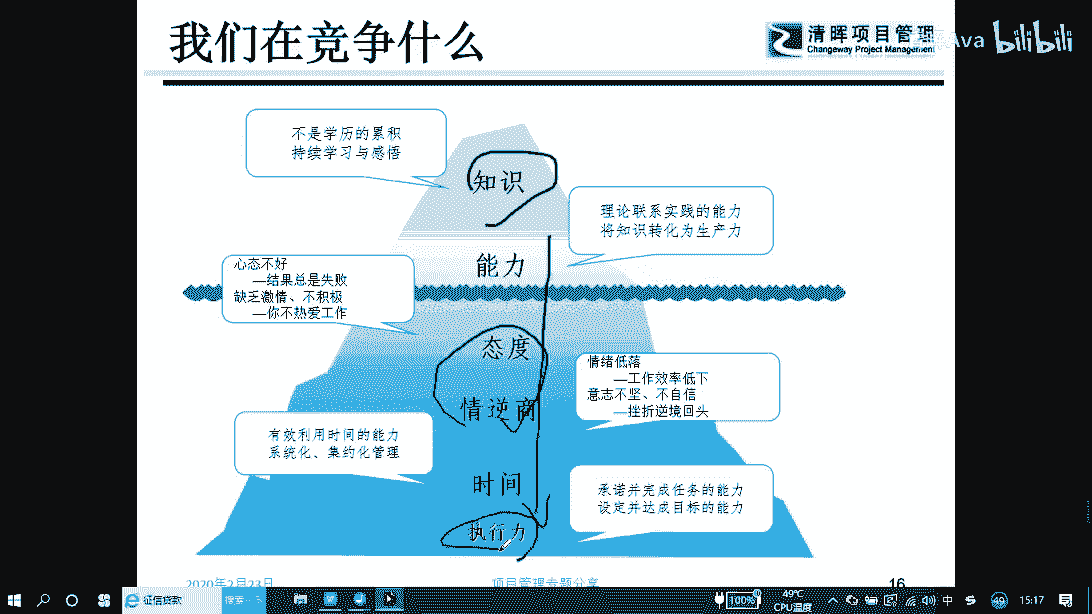 我们在竞争什么
清晖项目管理
Changeway Project Management
Ava bilibili
不是学历的累积
持续学习与感悟
知识
理论联系实践的能力
将知识转化为生产力
能力
心态不好
—结果总是失败
缺乏激情、不积极
—你不热爱工作
态度
情绪低落
—工作效率低下
意志不坚、不自信
—挫折逆境回头
情逆商
有效利用时间的能力
系统化、集约化管理
时间
承诺并完成任务的能力
设定并达成目标的能力
执行力
2020年2月23日
项目管理专题分享
16
征信贷款
搜索一下
100%
49℃
CPU温度
中
49
15:17